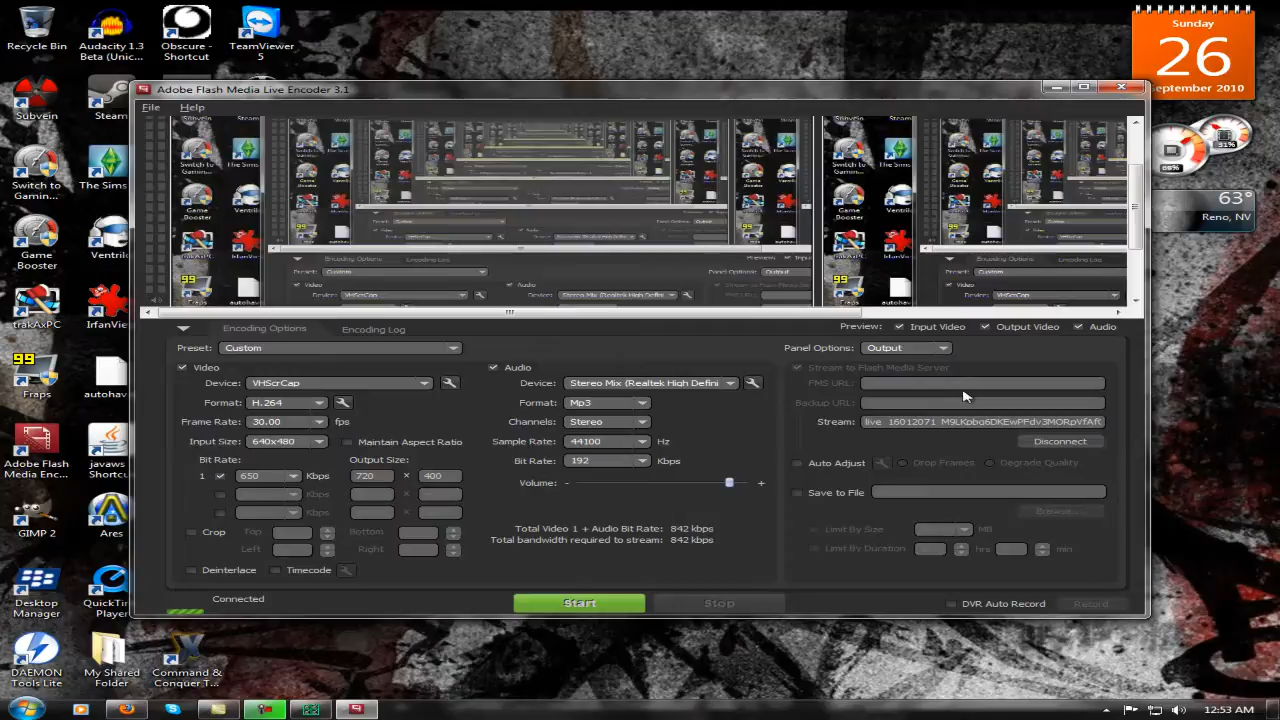 Recycle Bin
Audacity 1.3
Beta (Unic...
Obscure -
Shortcut
TeamViewer
5
Subvein
Steam
Switch to
Gamin...
The Sims
Game
Booster
Ventrilo
trakAxPC
IrfanView
99
Fraps
autohav
Adobe Flash
Media Enc...
javaws
Shortcut
GIMP 2
Ares
Desktop
Manager
QuickTime
Player
DAEMON
Tools Lite
My Shared
Folder
Command &
Conquer T...
Sunday
26
September 2010
31%
63°
Reno, NV
Adobe Flash Media Live Encoder 3.1
File Help
Encoding Options Encoding Log
Preview: Input Video Output Video Audio
Preset: Custom
Panel Options: Output
Video
Device: VHScrCap
Format: H.264
Frame Rate: 30.00 fps
Input Size: 640x480 Maintain Aspect Ratio
Bit Rate: Output Size:
1 650 Kbps 720 × 400
Kbps ×
Kbps ×
Crop Top Bottom
Left Right
Deinterlace Timecode
Audio
Device: Stereo Mix (Realtek High Defini
Format: Mp3
Channels: Stereo
Sample Rate: 44100 Hz
Bit Rate: 192 Kbps
Volume: - +
Total Video 1 + Audio Bit Rate: 842 kbps
Total bandwidth required to stream: 842 kbps
Stream to Flash Media Server
FMS URL:
Backup URL:
Stream:
Disconnect
Auto Adjust Drop Frames Degrade Quality
Save to File
Browse...
Limit By Size MB
Limit By Duration hrs min
Connected
Start Stop
DVR Auto Record Record
12:53 AM